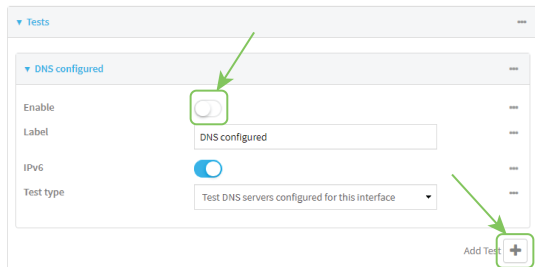 Tests
DNS configured
Enable
Label
DNS configured
IPv6
Test type
Test DNS servers configured for this interface
Add Test